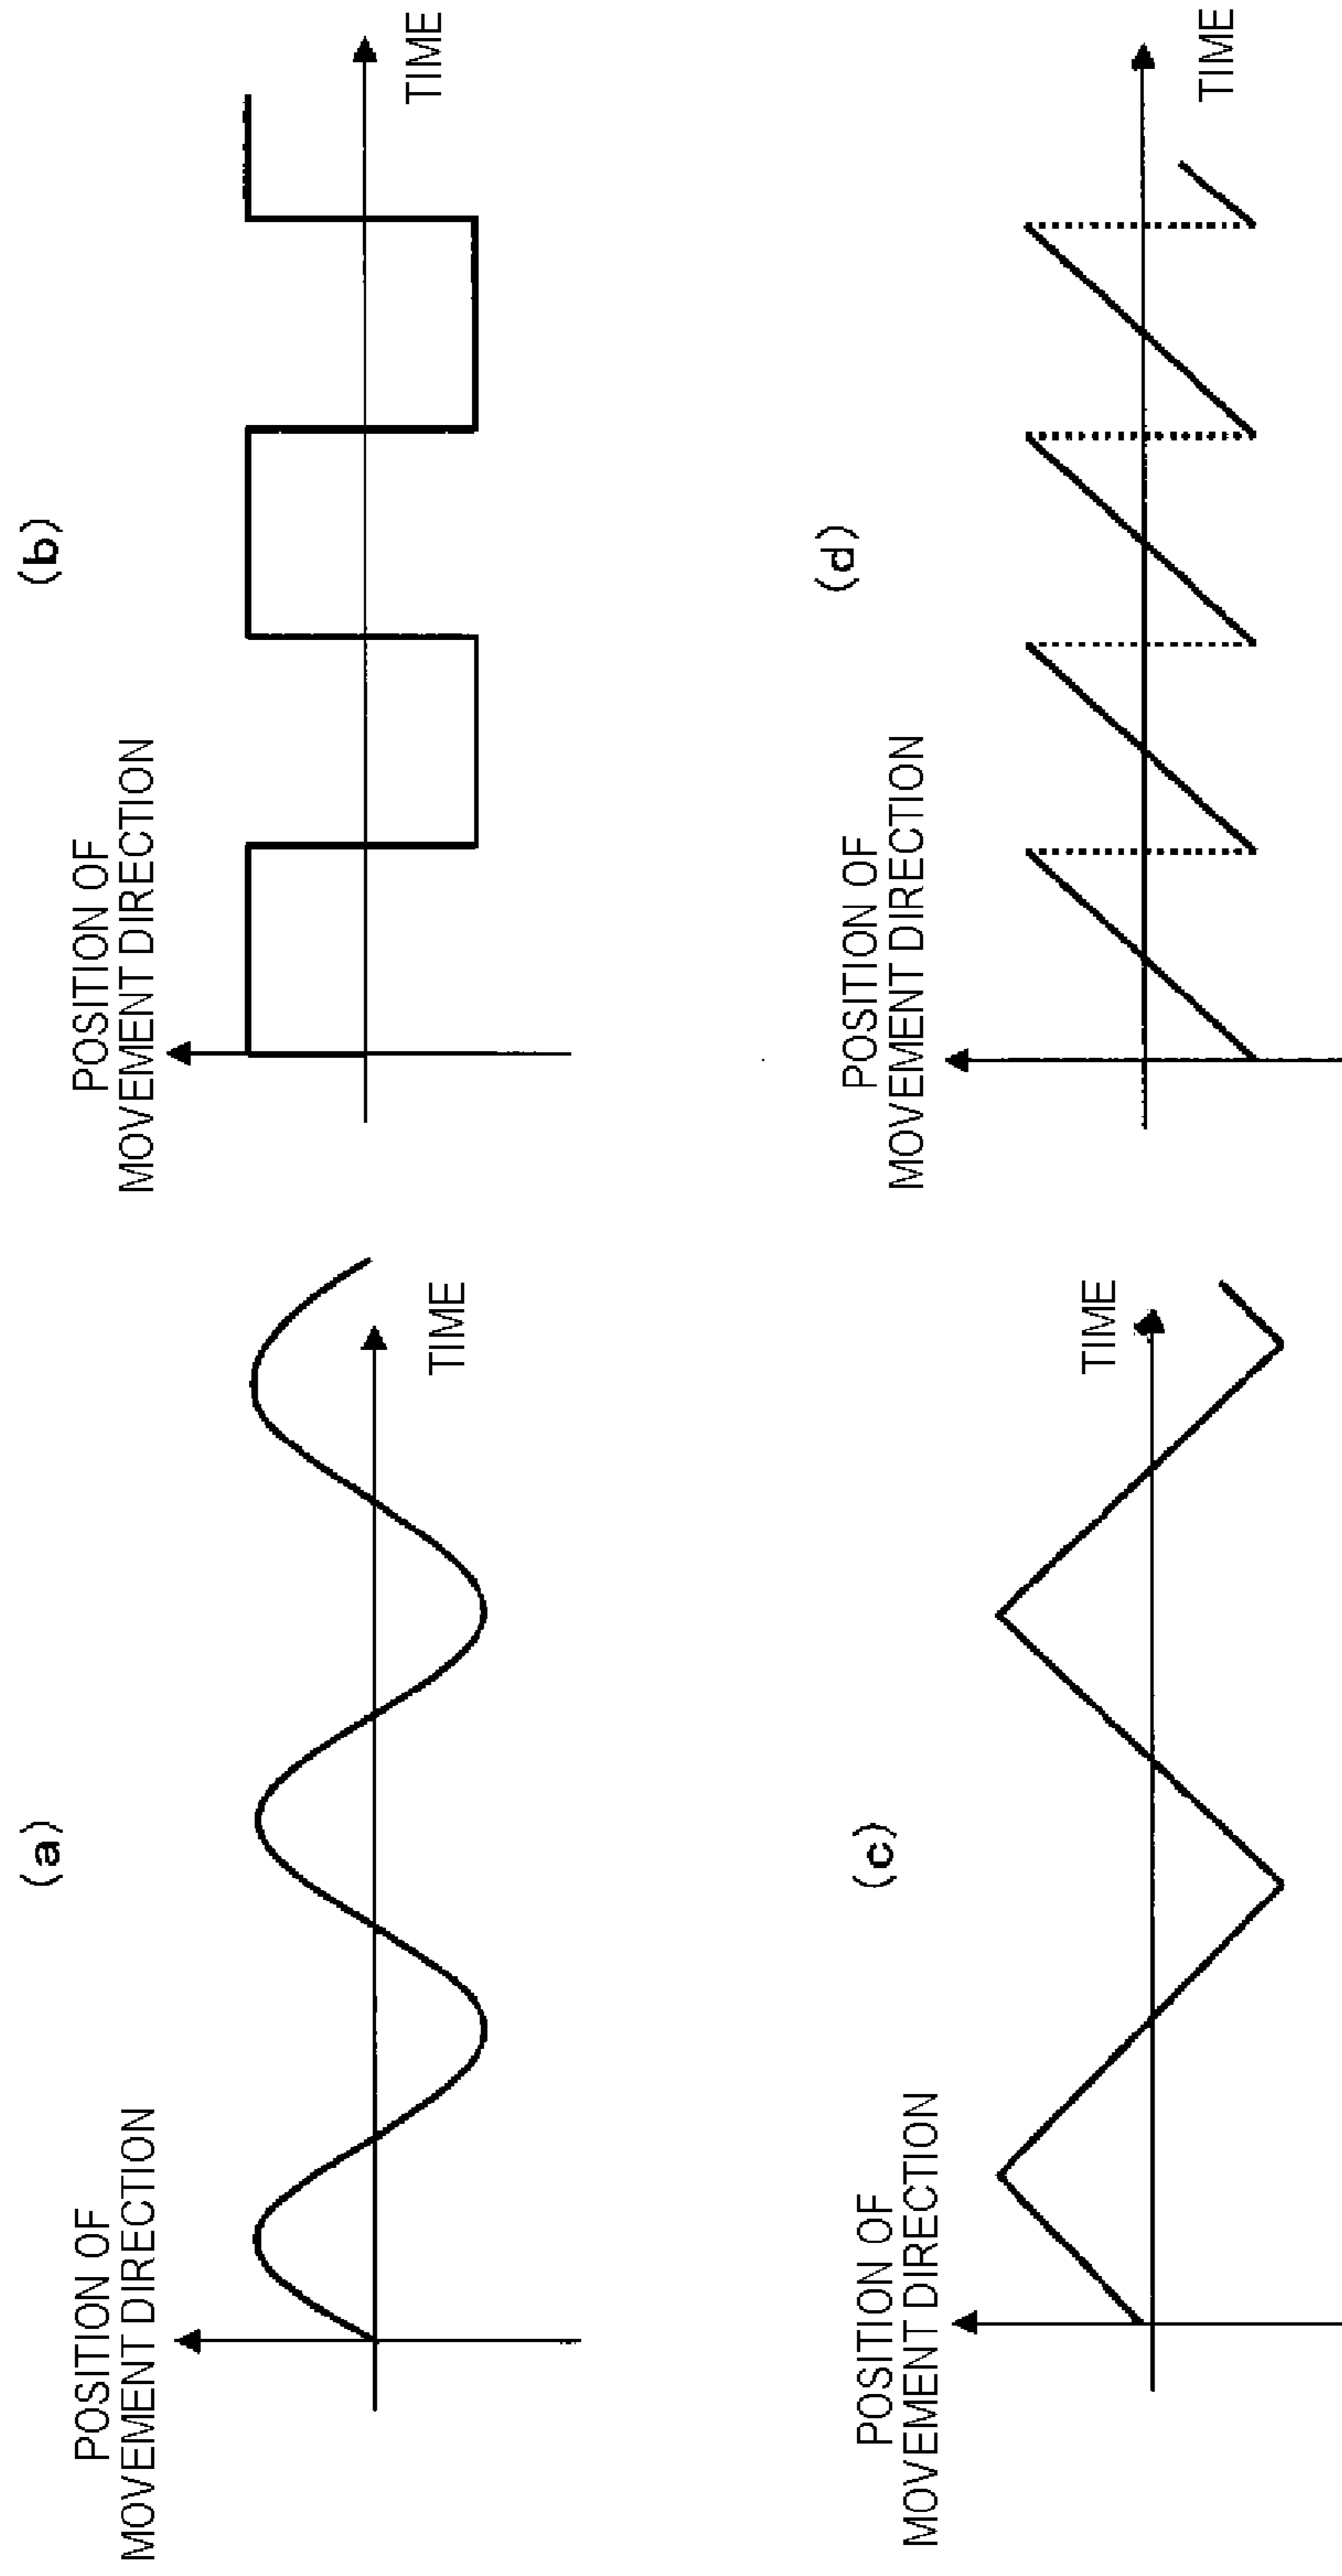 (a)
POSITION OF
MOVEMENT DIRECTION
TIME
(b)
POSITION OF
MOVEMENT DIRECTION
TIME
(c)
POSITION OF
MOVEMENT DIRECTION
TIME
(d)
POSITION OF
MOVEMENT DIRECTION
TIME